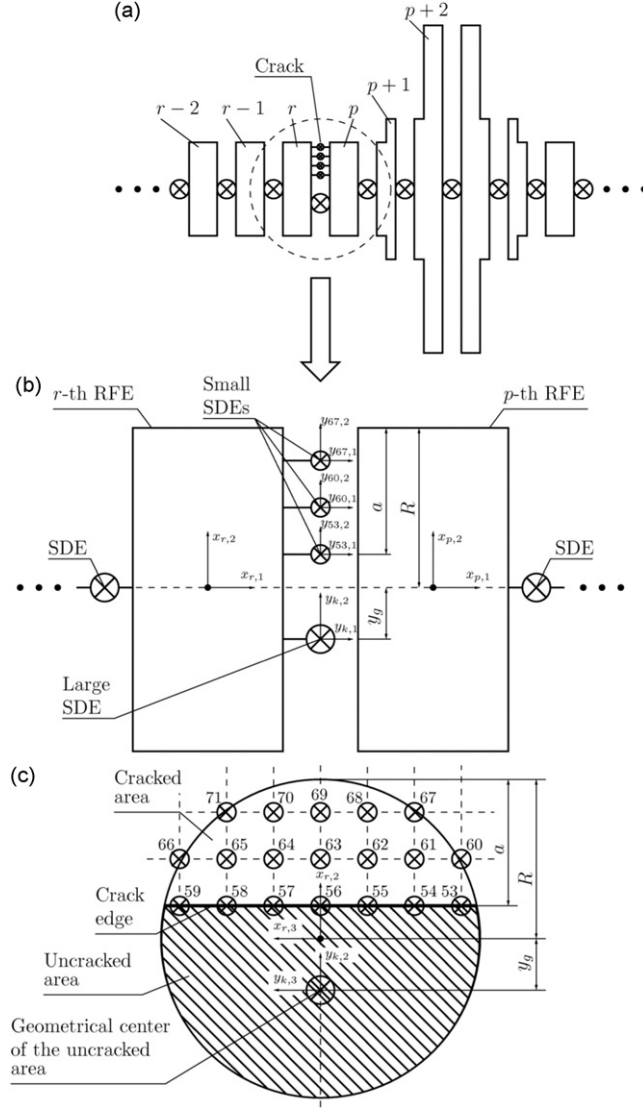 (a)
p + 2
p + 1
Crack
r − 2
r − 1
r
p
(b)
r-th RFE
Small
SDEs
p-th RFE
y67,2
y67,1
y60,2
y60,1
y53,2
y53,1
a
R
SDE
xr,2
xr,1
xp,2
xp,1
SDE
yk,2
yk,1
yg
Large
SDE
(c)
Cracked
area
71
70
69
68
67
66
65
64
63
62
61
60
59
58
57
56
55
54
53
xr,2
xr,3
a
R
Crack
edge
Uncracked
area
yk,2
yk,3
yg
Geometrical center
of the uncracked
area